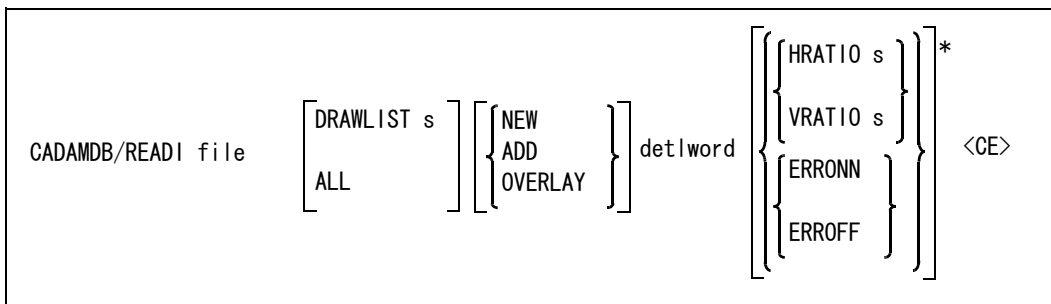 HRATIO s
*
VRATIO s
DRAWLIST s
NEW
CADAMDB/READI file
ADD
detlword
<CE>
ALL
OVERLAY
ERRONN
ERROFF